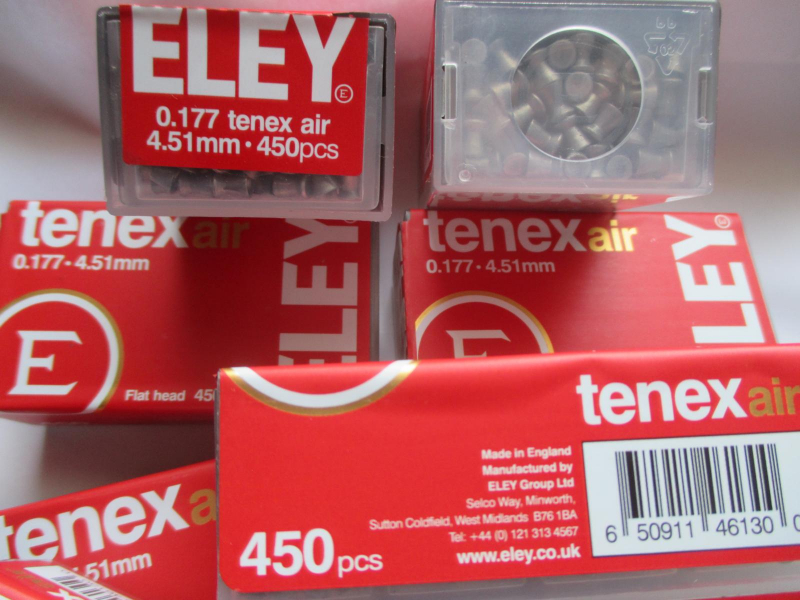 ELEY
E
0.177 tenex air
4.51mm • 450pcs
tenex air
0.177 • 4.51mm
ELEY
E
Flat head 450
tenex air
0.177 • 4.51mm
ELEY
E
tenex air
Made in England
Manufactured by
ELEY Group Ltd
Selco Way, Minworth,
Sutton Coldfield, West Midlands B76 1BA
Tel: +44 (0) 121 313 4567
www.eley.co.uk
450 pcs
6 50911 46130 0
tenex a
.51mm